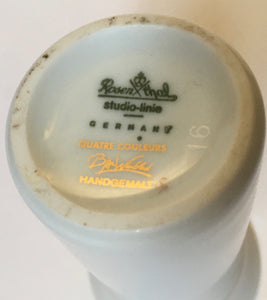 Rosenthal
studio-linie
GERMANY
QUATRE COULEURS
HANDGEMALT
16